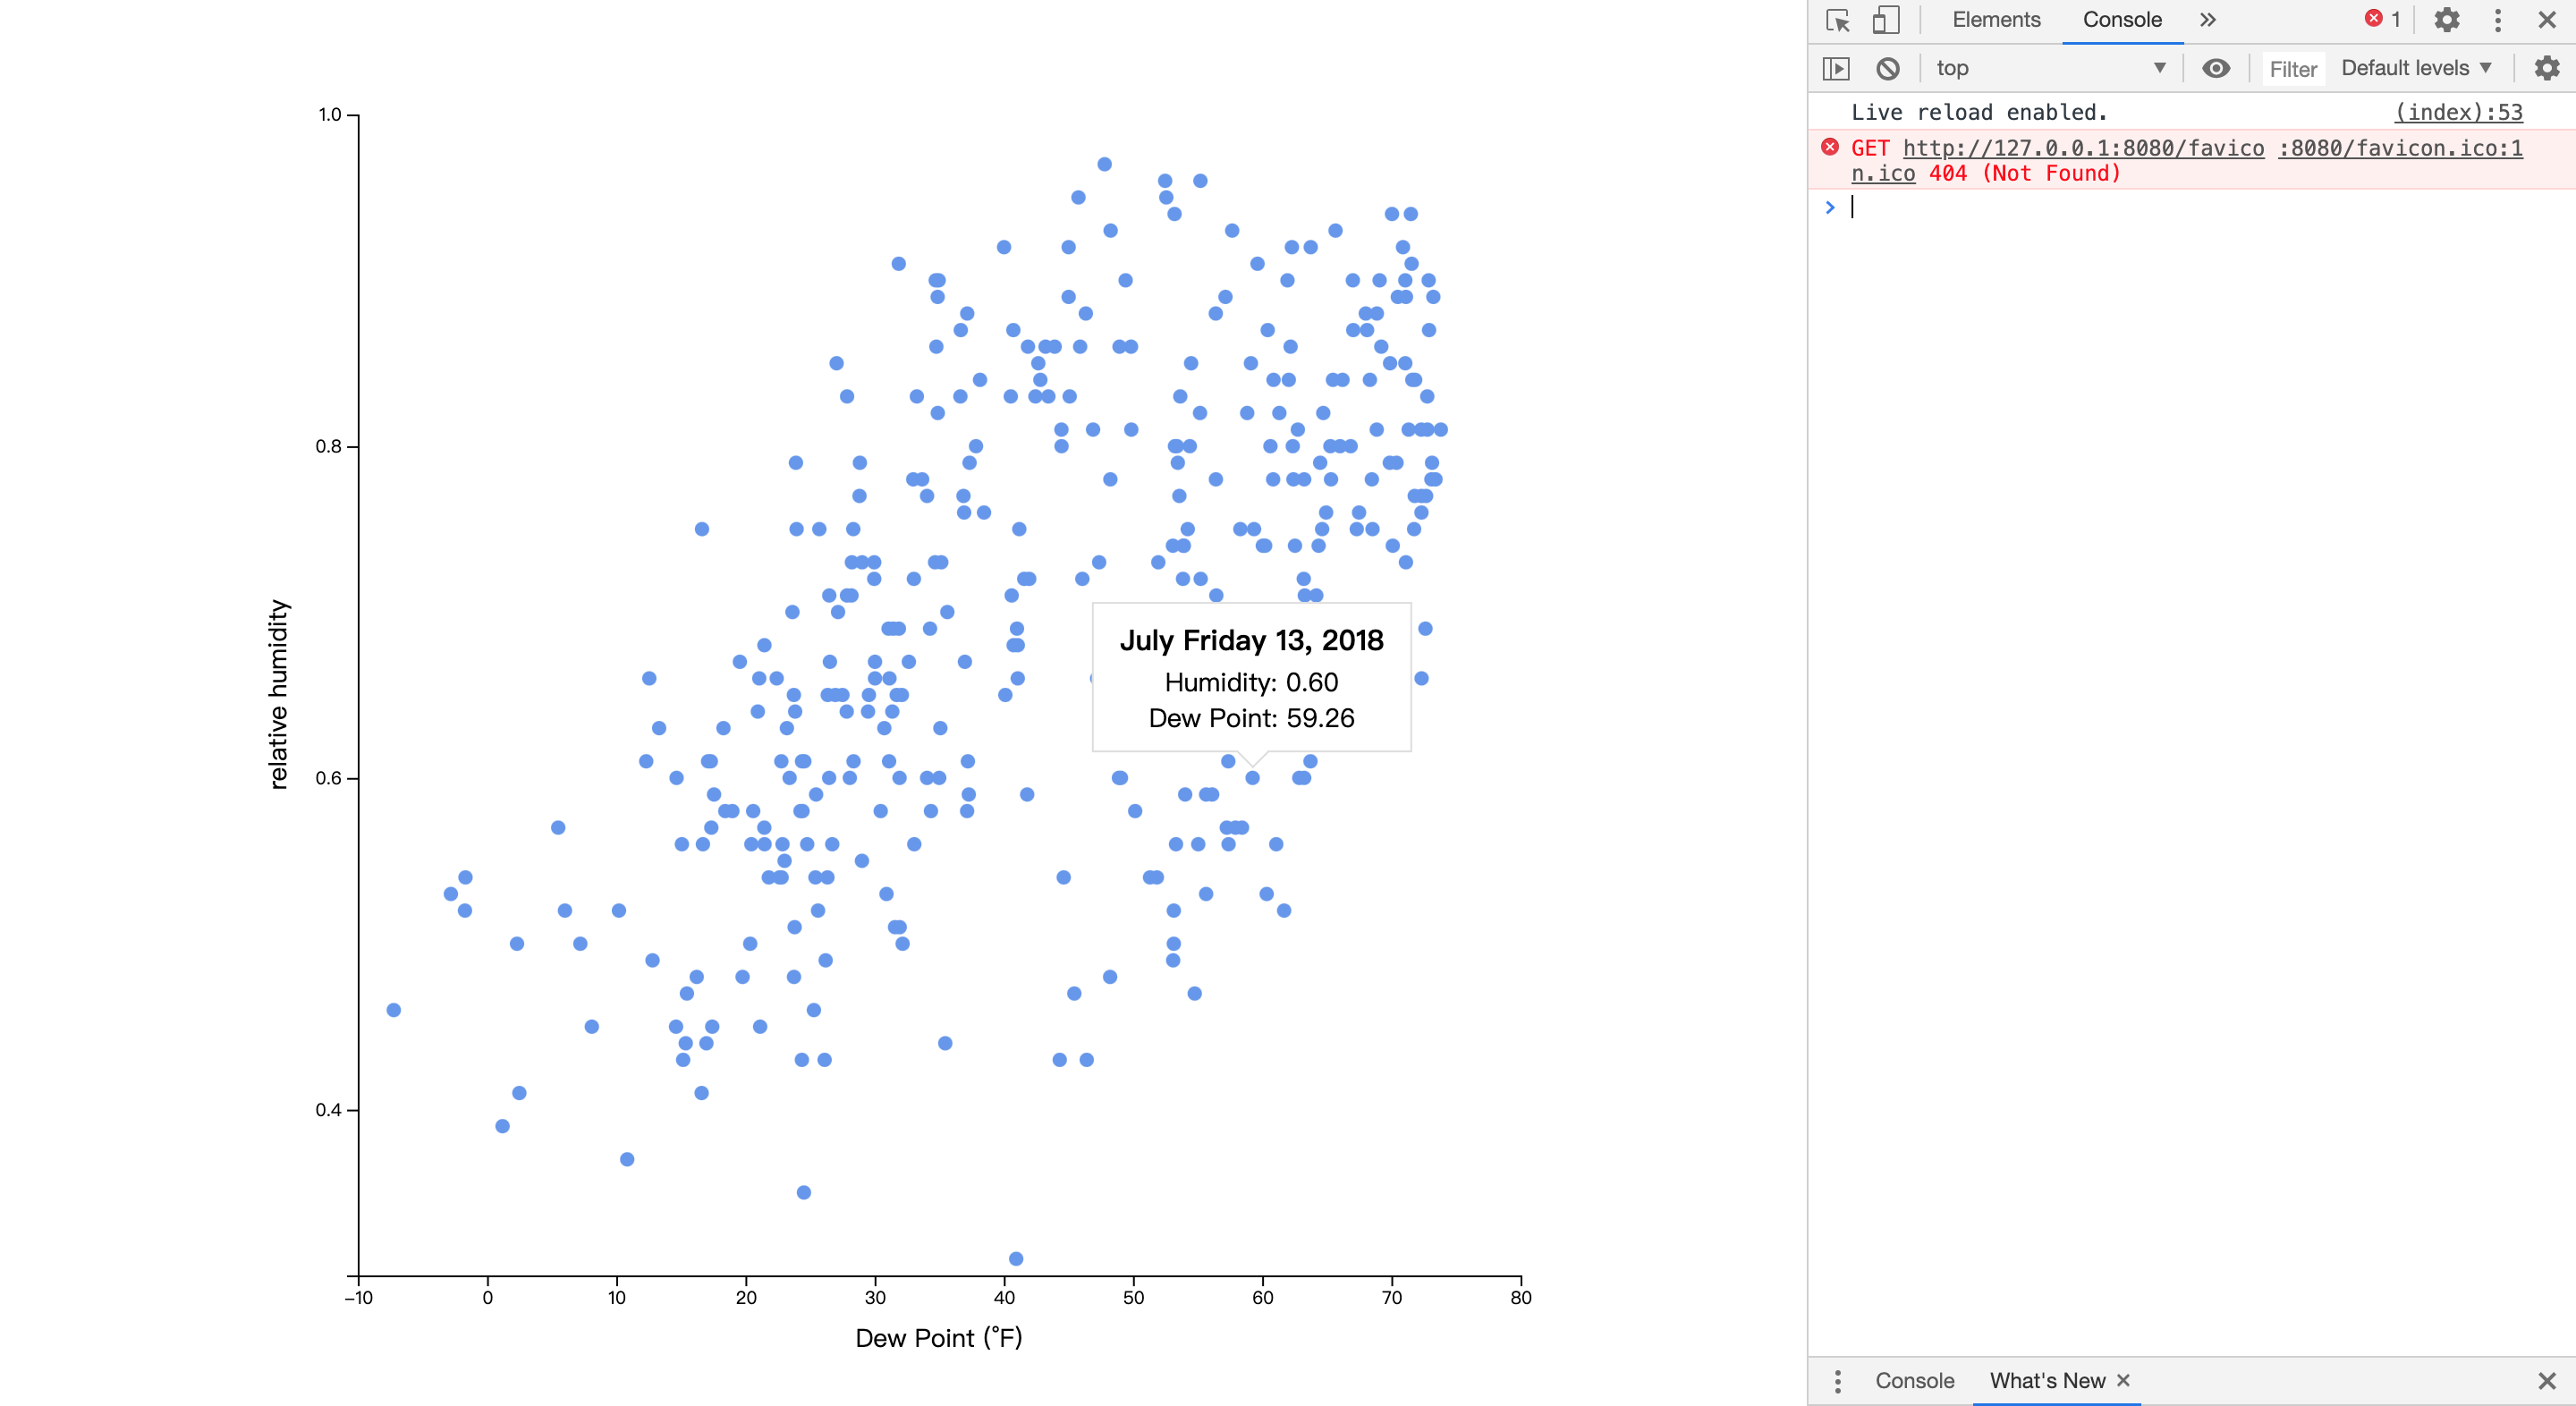 1.0
0.8
0.6
0.4
relative humidity
−10 0 10 20 30 40 50 60 70 80
Dew Point (°F)
July Friday 13, 2018
Humidity: 0.60
Dew Point: 59.26
Elements Console » 1
top Filter Default levels
Live reload enabled. (index):53
GET http://127.0.0.1:8080/favico :8080/favicon.ico:1
n.ico 404 (Not Found)
>
Console What's New